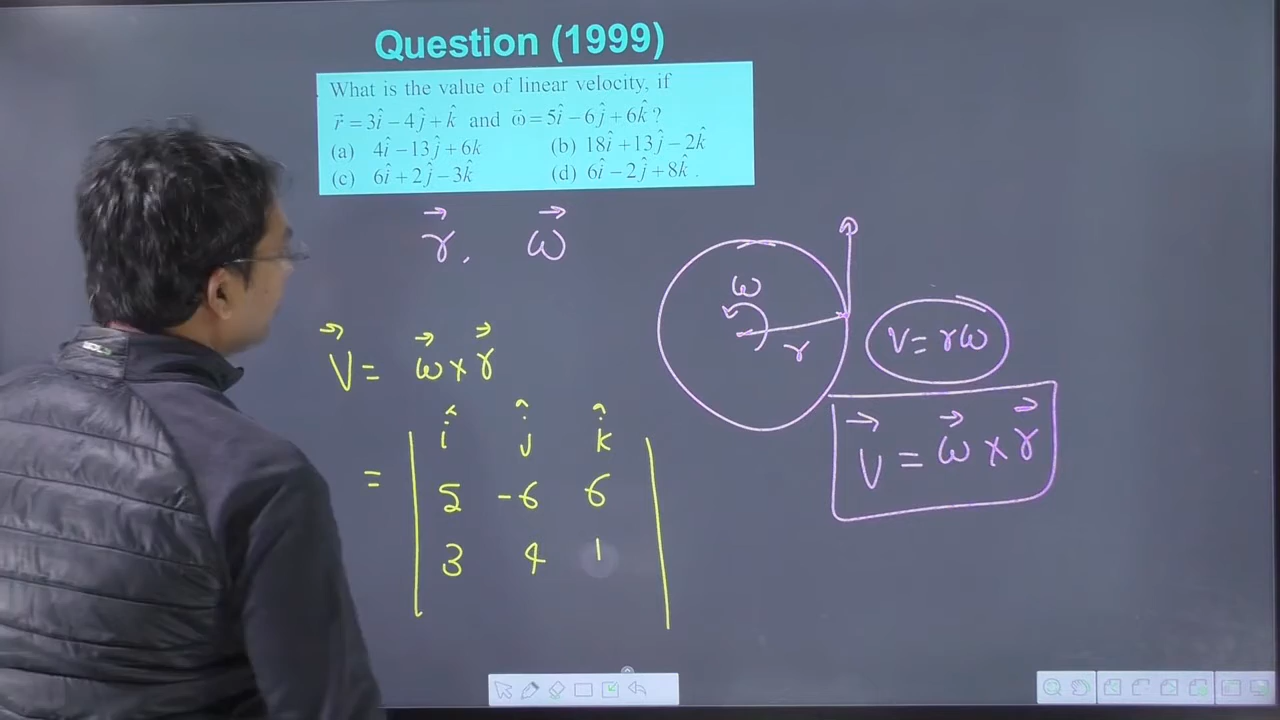 Question (1999)
What is the value of linear velocity, if
r⃗ = 3î − 4ĵ + k̂ and ω⃗ = 5î − 6ĵ + 6k̂ ?
(a) 4î − 13ĵ + 6k (b) 18î + 13ĵ − 2k̂
(c) 6î + 2ĵ − 3k̂ (d) 6î − 2ĵ + 8k̂ .
r⃗ . ω⃗
ω
r
V = rω
V⃗ = ω⃗ × r⃗
V⃗ = ω⃗ × r⃗
= | î ĵ k̂ |
5 -6 6
3 4 1